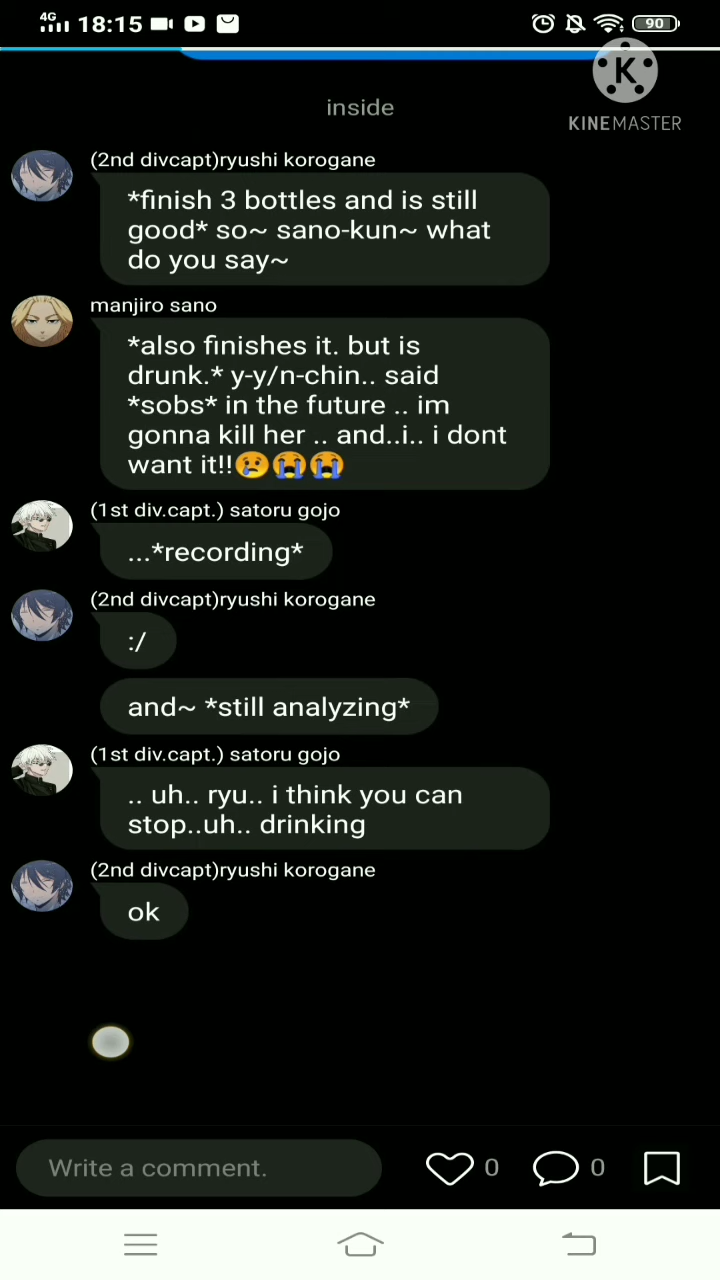 4G 18:15 90
K
KINEMASTER
inside
(2nd divcapt)ryushi korogane
*finish 3 bottles and is still
good* so~ sano-kun~ what
do you say~
manjiro sano
*also finishes it. but is
drunk.* y-y/n-chin.. said
*sobs* in the future .. im
gonna kill her .. and..i.. i dont
want it!!😢😭😭
(1st div.capt.) satoru gojo
...*recording*
(2nd divcapt)ryushi korogane
:/
and~ *still analyzing*
(1st div.capt.) satoru gojo
.. uh.. ryu.. i think you can
stop..uh.. drinking
(2nd divcapt)ryushi korogane
ok
Write a comment. 0 0